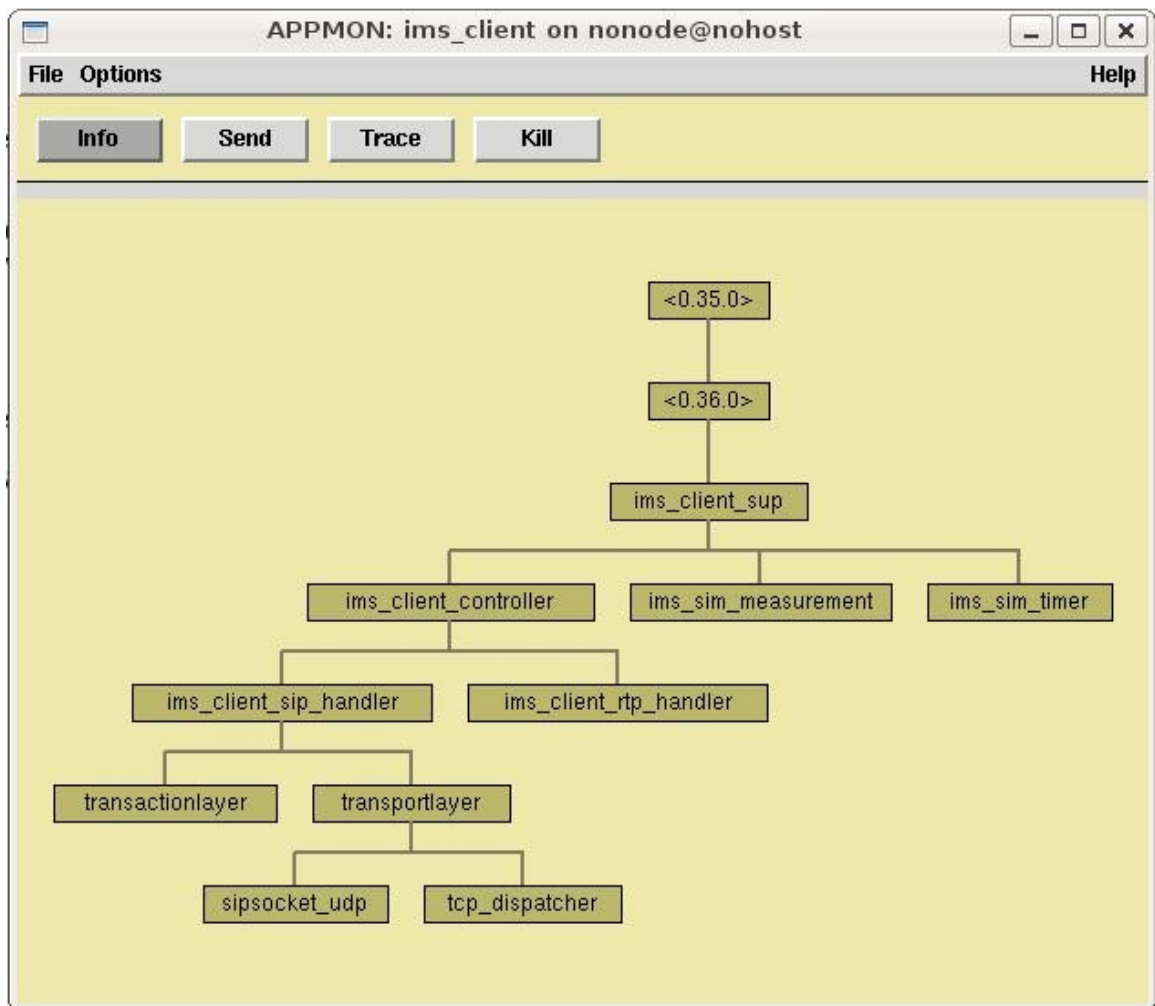 APPMON: ims_client on nonode@nohost
File Options Help
Info Send Trace Kill
<0.35.0>
<0.36.0>
ims_client_sup
ims_client_controller ims_sim_measurement ims_sim_timer
ims_client_sip_handler ims_client_rtp_handler
transactionlayer transportlayer
sipsocket_udp tcp_dispatcher